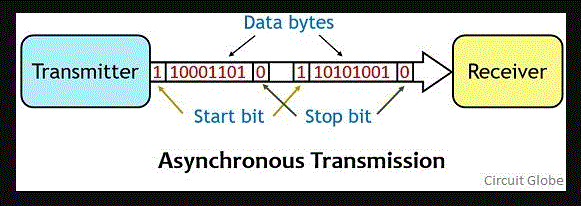 Data bytes
Transmitter
1 10001101 0 1 10101001 0
Receiver
Start bit
Stop bit
Asynchronous Transmission
Circuit Globe